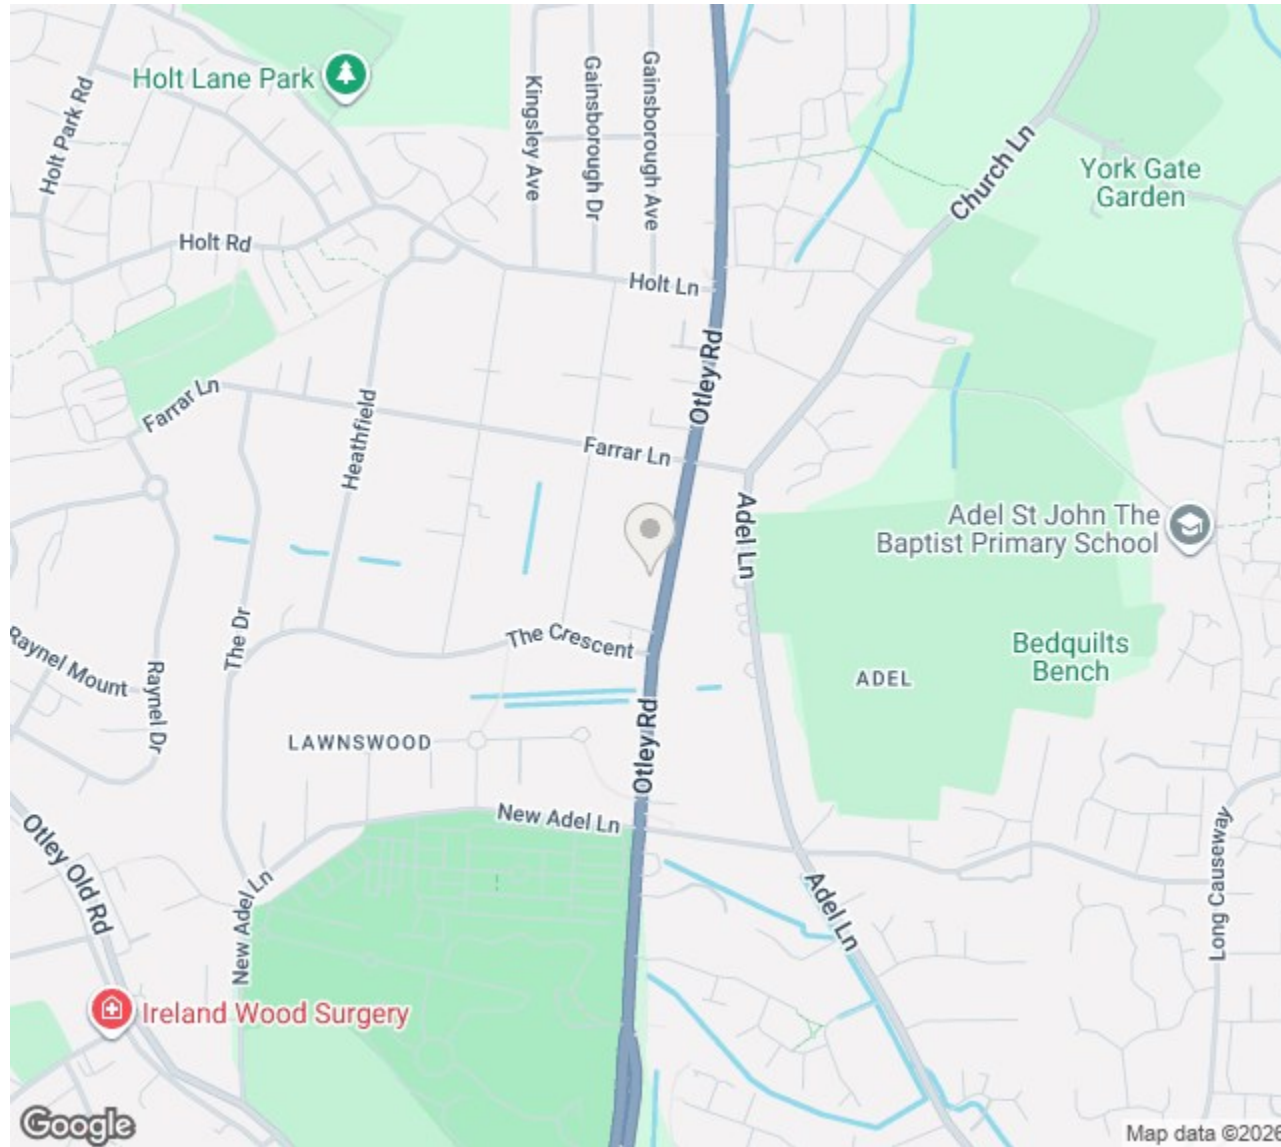 Holt Lane Park
Holt Park Rd
Kingsley Ave
Gainsborough Dr
Gainsborough Ave
Church Ln
York Gate
Garden
Holt Rd
Holt Ln
Otley Rd
Farrar Ln
Heathfield
Farrar Ln
Adel Ln
Adel St John The
Baptist Primary School
The Crescent
The Dr
Raynel Mount
Raynel Dr
Bedquilts
Bench
ADEL
LAWNSWOOD
Otley Rd
New Adel Ln
Otley Old Rd
New Adel Ln
Adel Ln
Long Causeway
Ireland Wood Surgery
Google
Map data ©2026